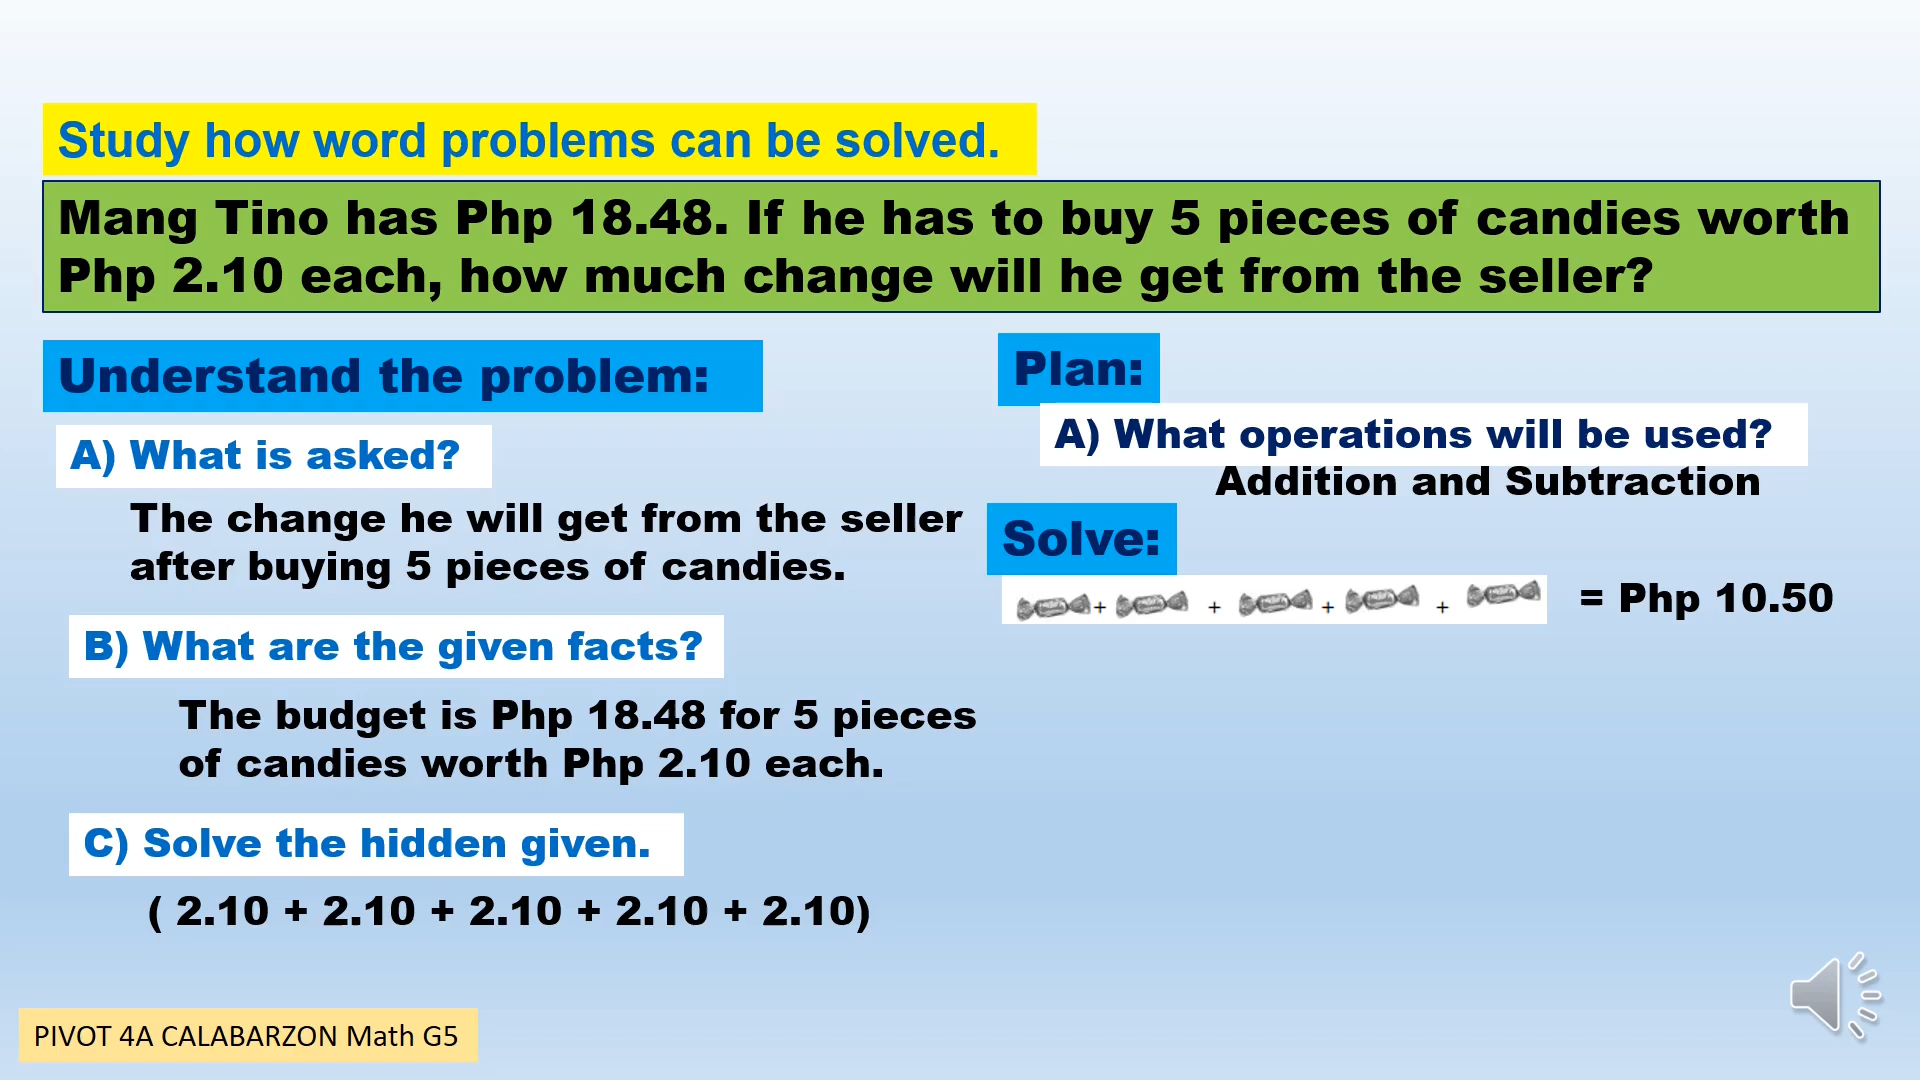 Study how word problems can be solved.
Mang Tino has Php 18.48. If he has to buy 5 pieces of candies worth
Php 2.10 each, how much change will he get from the seller?
Understand the problem:
A) What is asked?
The change he will get from the seller
after buying 5 pieces of candies.
B) What are the given facts?
The budget is Php 18.48 for 5 pieces
of candies worth Php 2.10 each.
C) Solve the hidden given.
( 2.10 + 2.10 + 2.10 + 2.10 + 2.10)
Plan:
A) What operations will be used?
Addition and Subtraction
Solve:
+ + + + = Php 10.50
PIVOT 4A CALABARZON Math G5